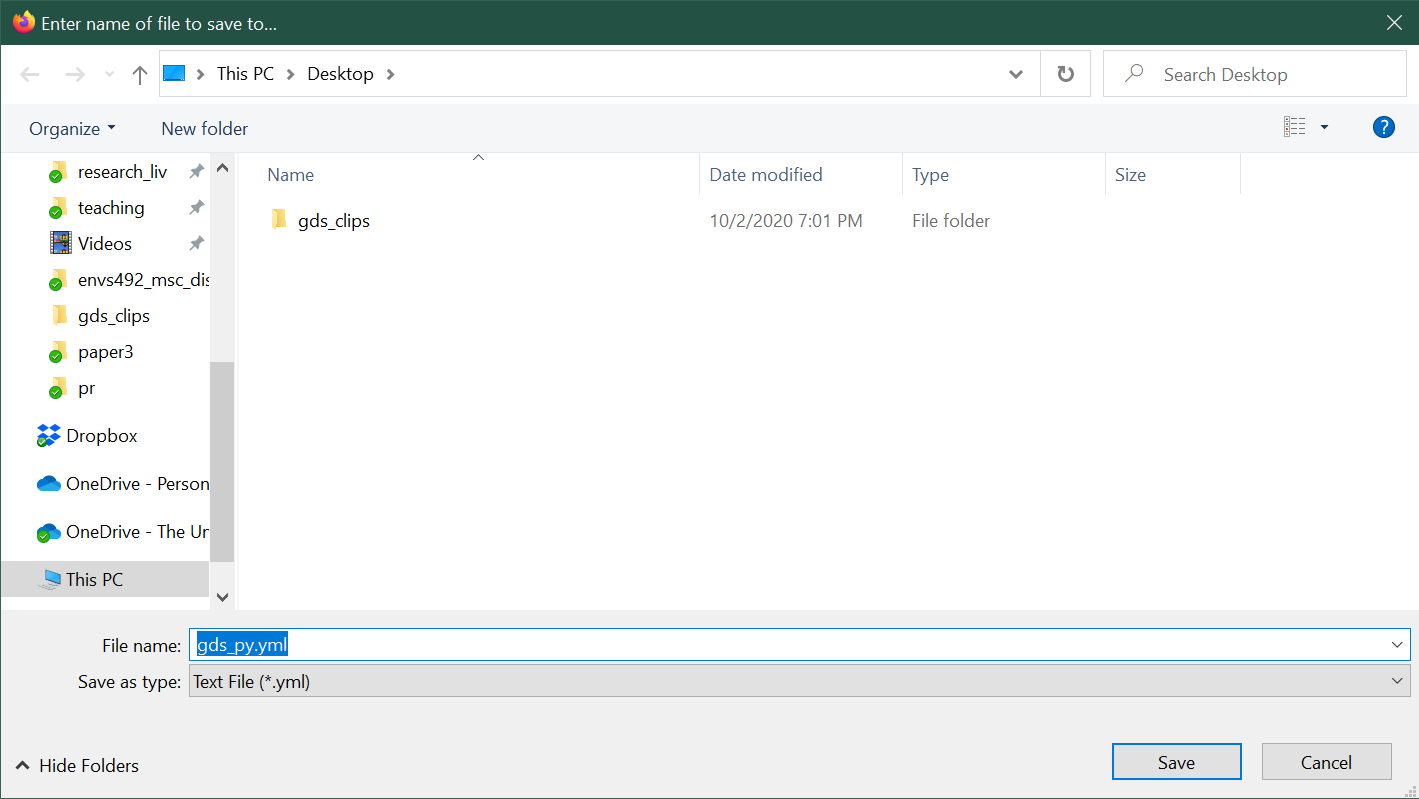 Enter name of file to save to...
This PC Desktop
Search Desktop
Organize New folder
?
research_liv
teaching
Videos
envs492_msc_dis
gds_clips
paper3
pr
Dropbox
OneDrive - Person
OneDrive - The Un
This PC
Name Date modified Type Size
gds_clips 10/2/2020 7:01 PM File folder
File name: gds_py.yml
Save as type: Text File (*.yml)
Hide Folders
Save Cancel